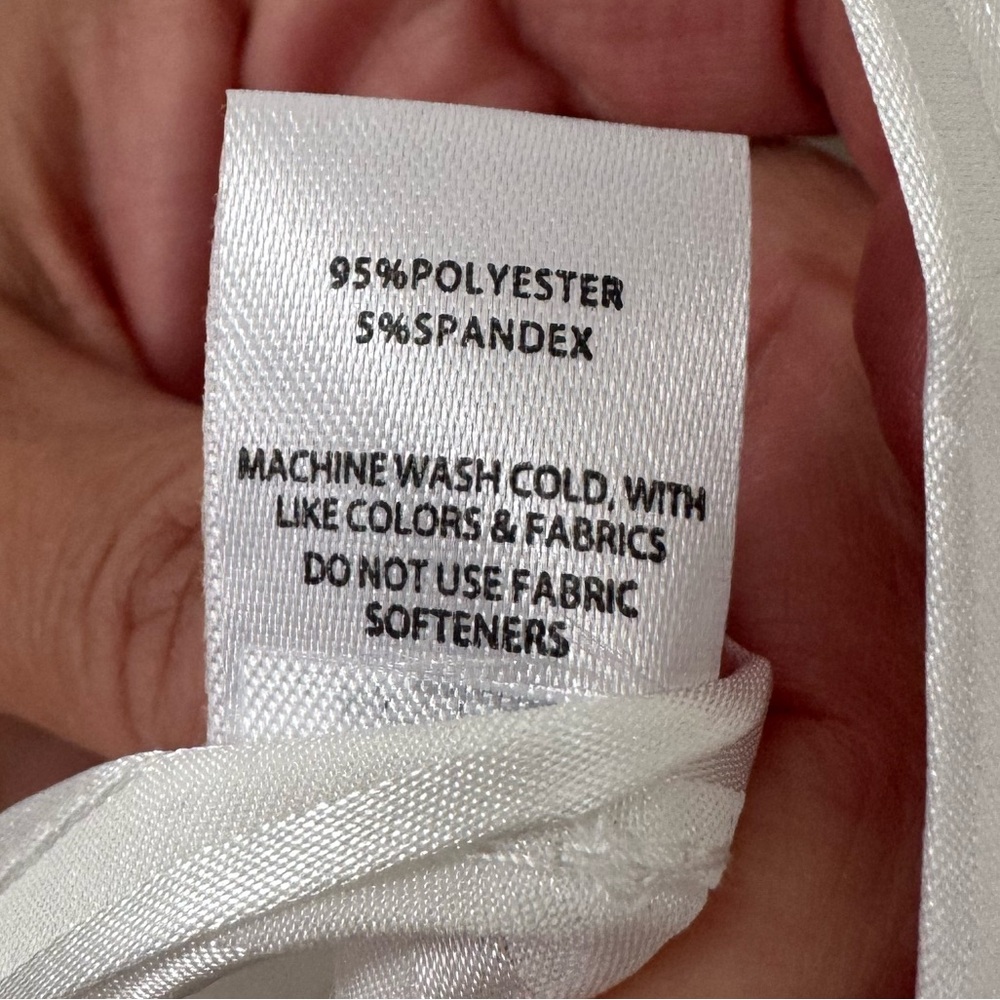 95%POLYESTER
5%SPANDEX
MACHINE WASH COLD, WITH
LIKE COLORS & FABRICS
DO NOT USE FABRIC
SOFTENERS